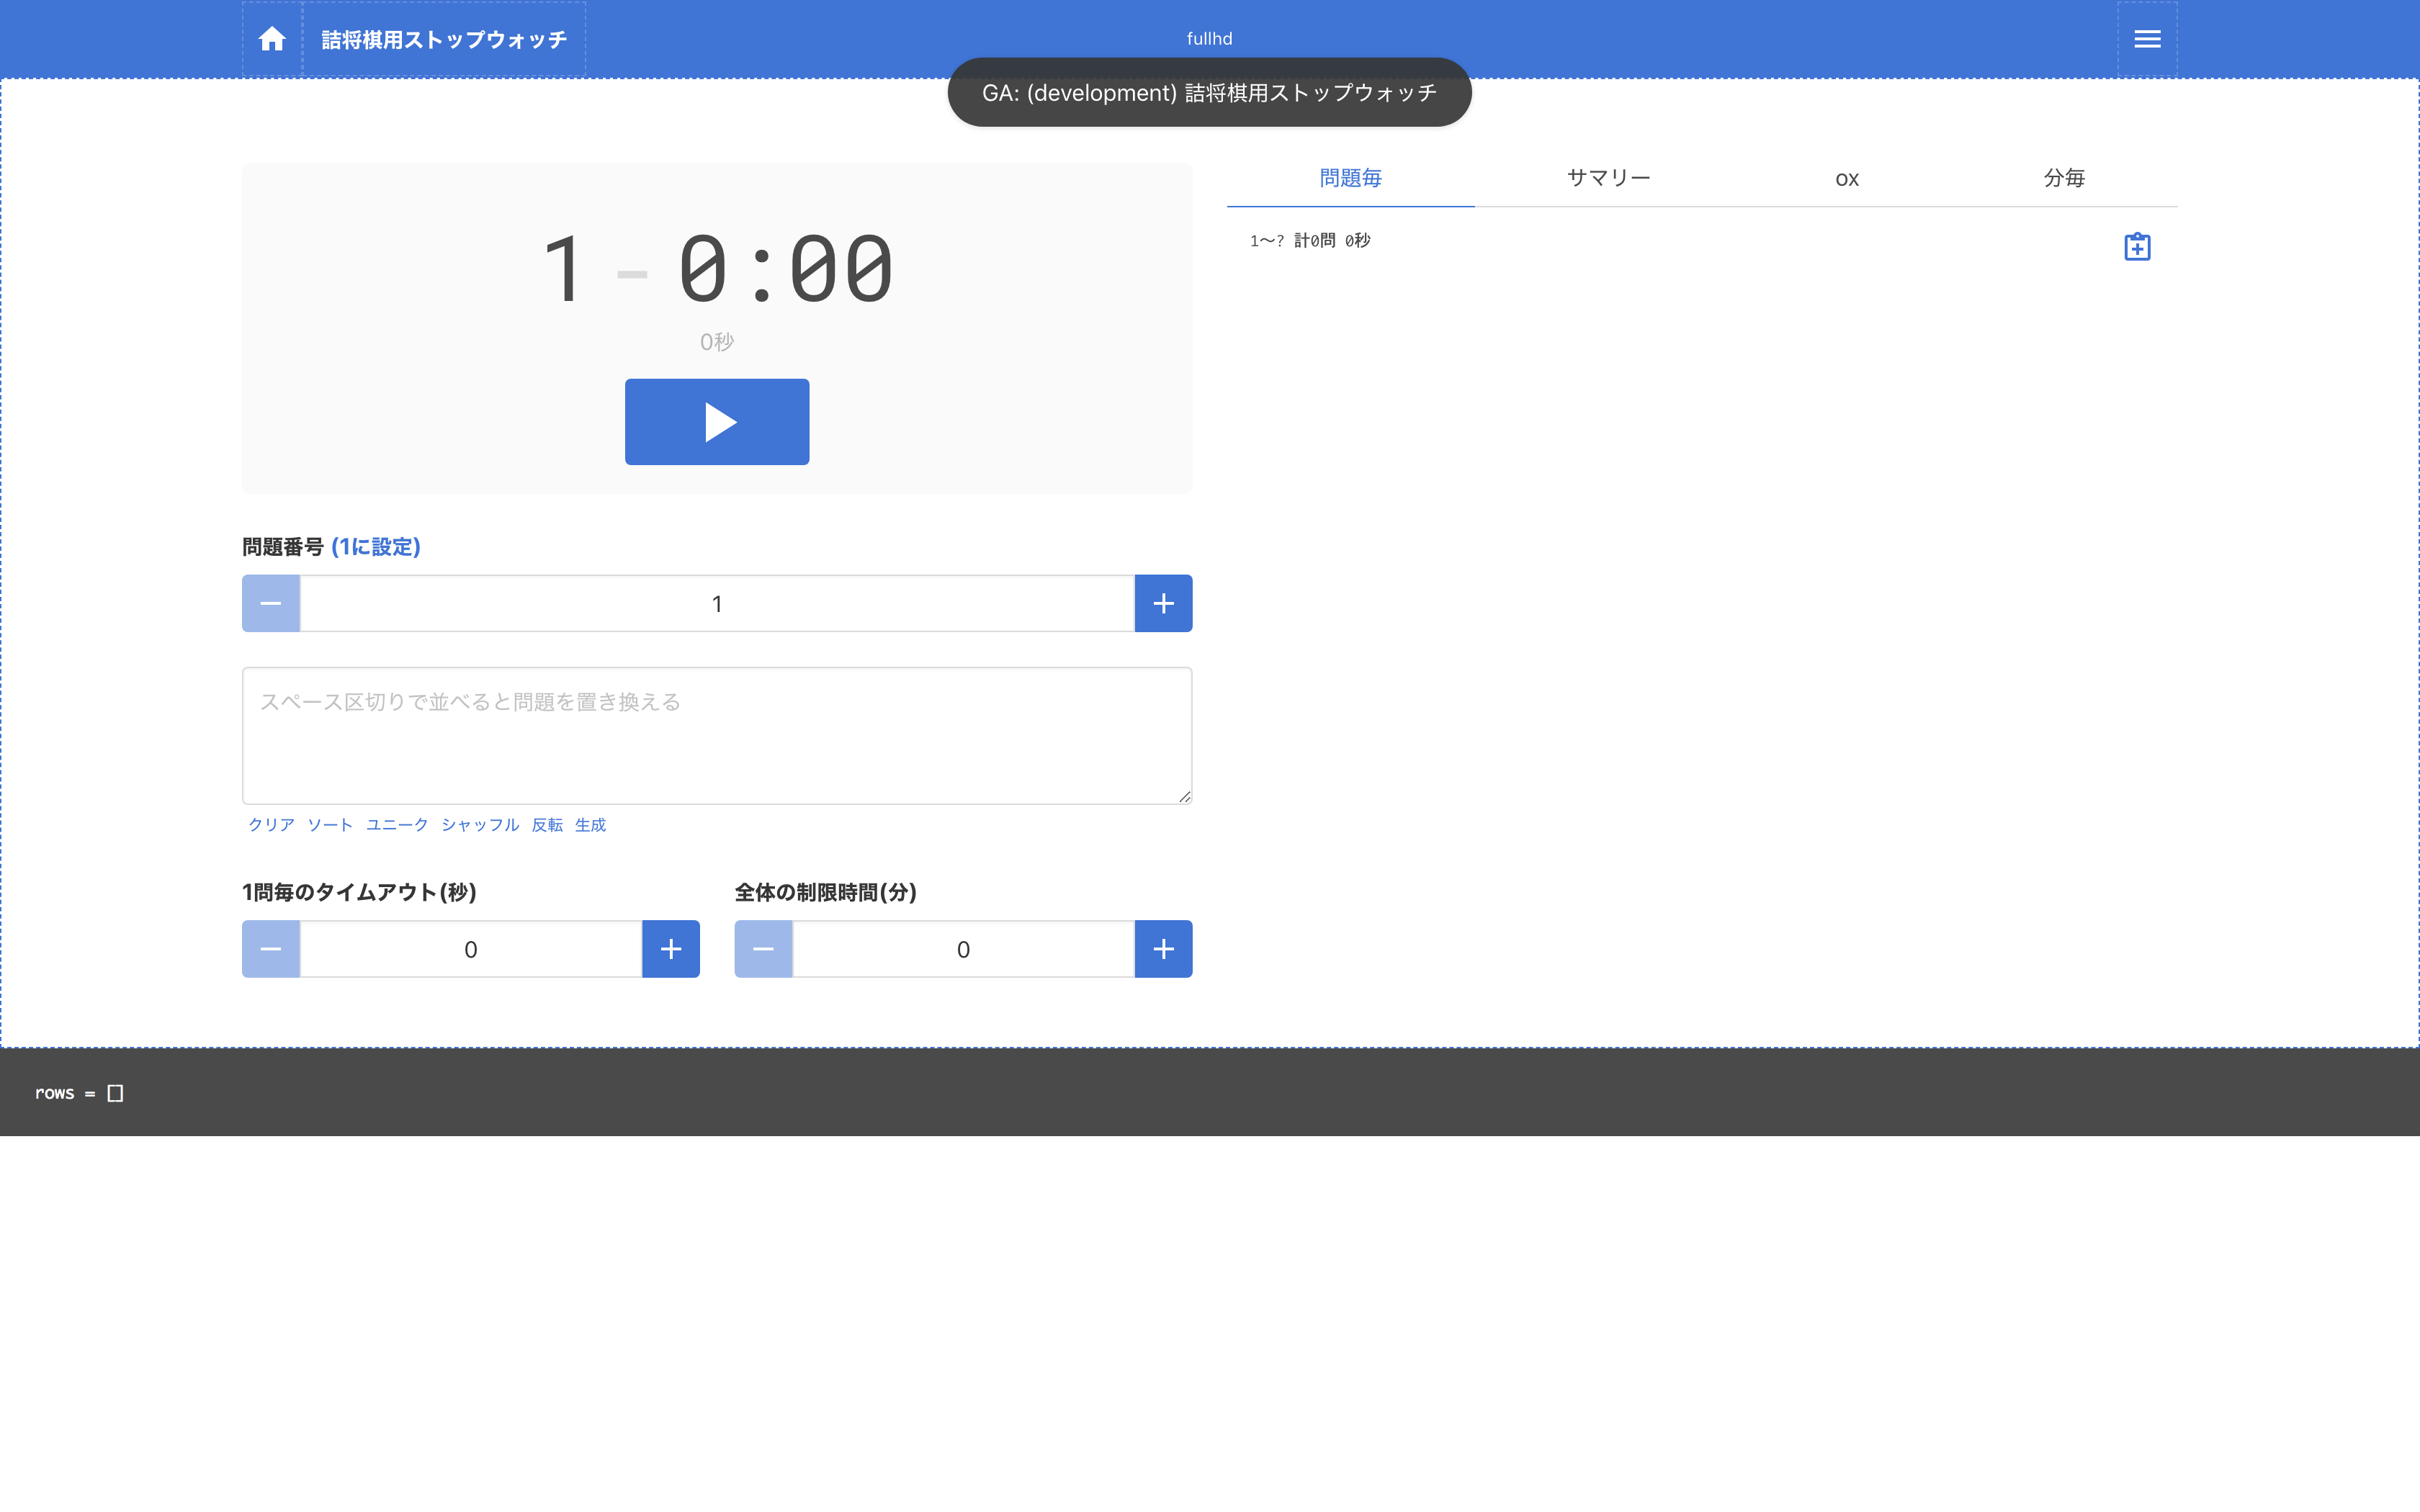 詰将棋用ストップウォッチ
fullhd
GA: (development) 詰将棋用ストップウォッチ
1 - 0:00
0秒
問題番号 (1に設定)
1
スペース区切りで並べると問題を置き換える
クリア ソート ユニーク シャッフル 反転 生成
1問毎のタイムアウト(秒)
0
全体の制限時間(分)
0
問題毎 サマリー ox 分毎
1〜? 計0問 0秒
rows = []